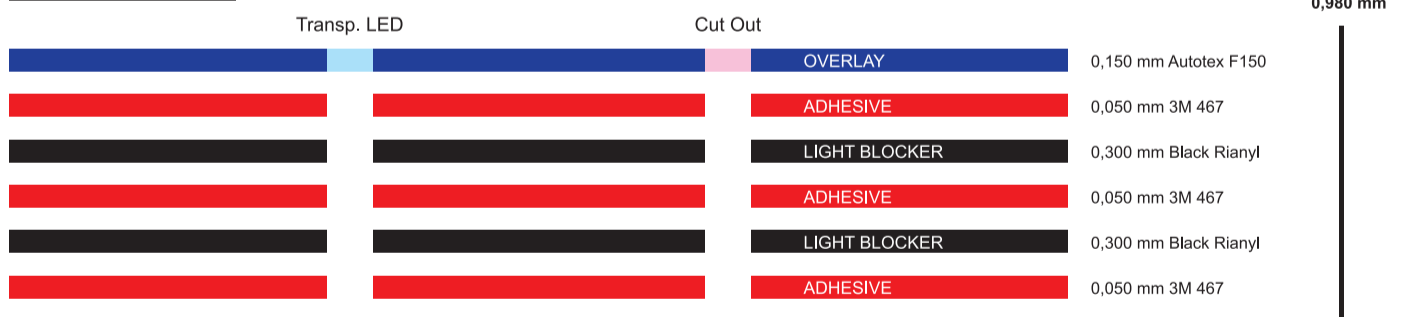 0,980 mm
Transp. LED Cut Out
OVERLAY 0,150 mm Autotex F150
ADHESIVE 0,050 mm 3M 467
LIGHT BLOCKER 0,300 mm Black Rianyl
ADHESIVE 0,050 mm 3M 467
LIGHT BLOCKER 0,300 mm Black Rianyl
ADHESIVE 0,050 mm 3M 467